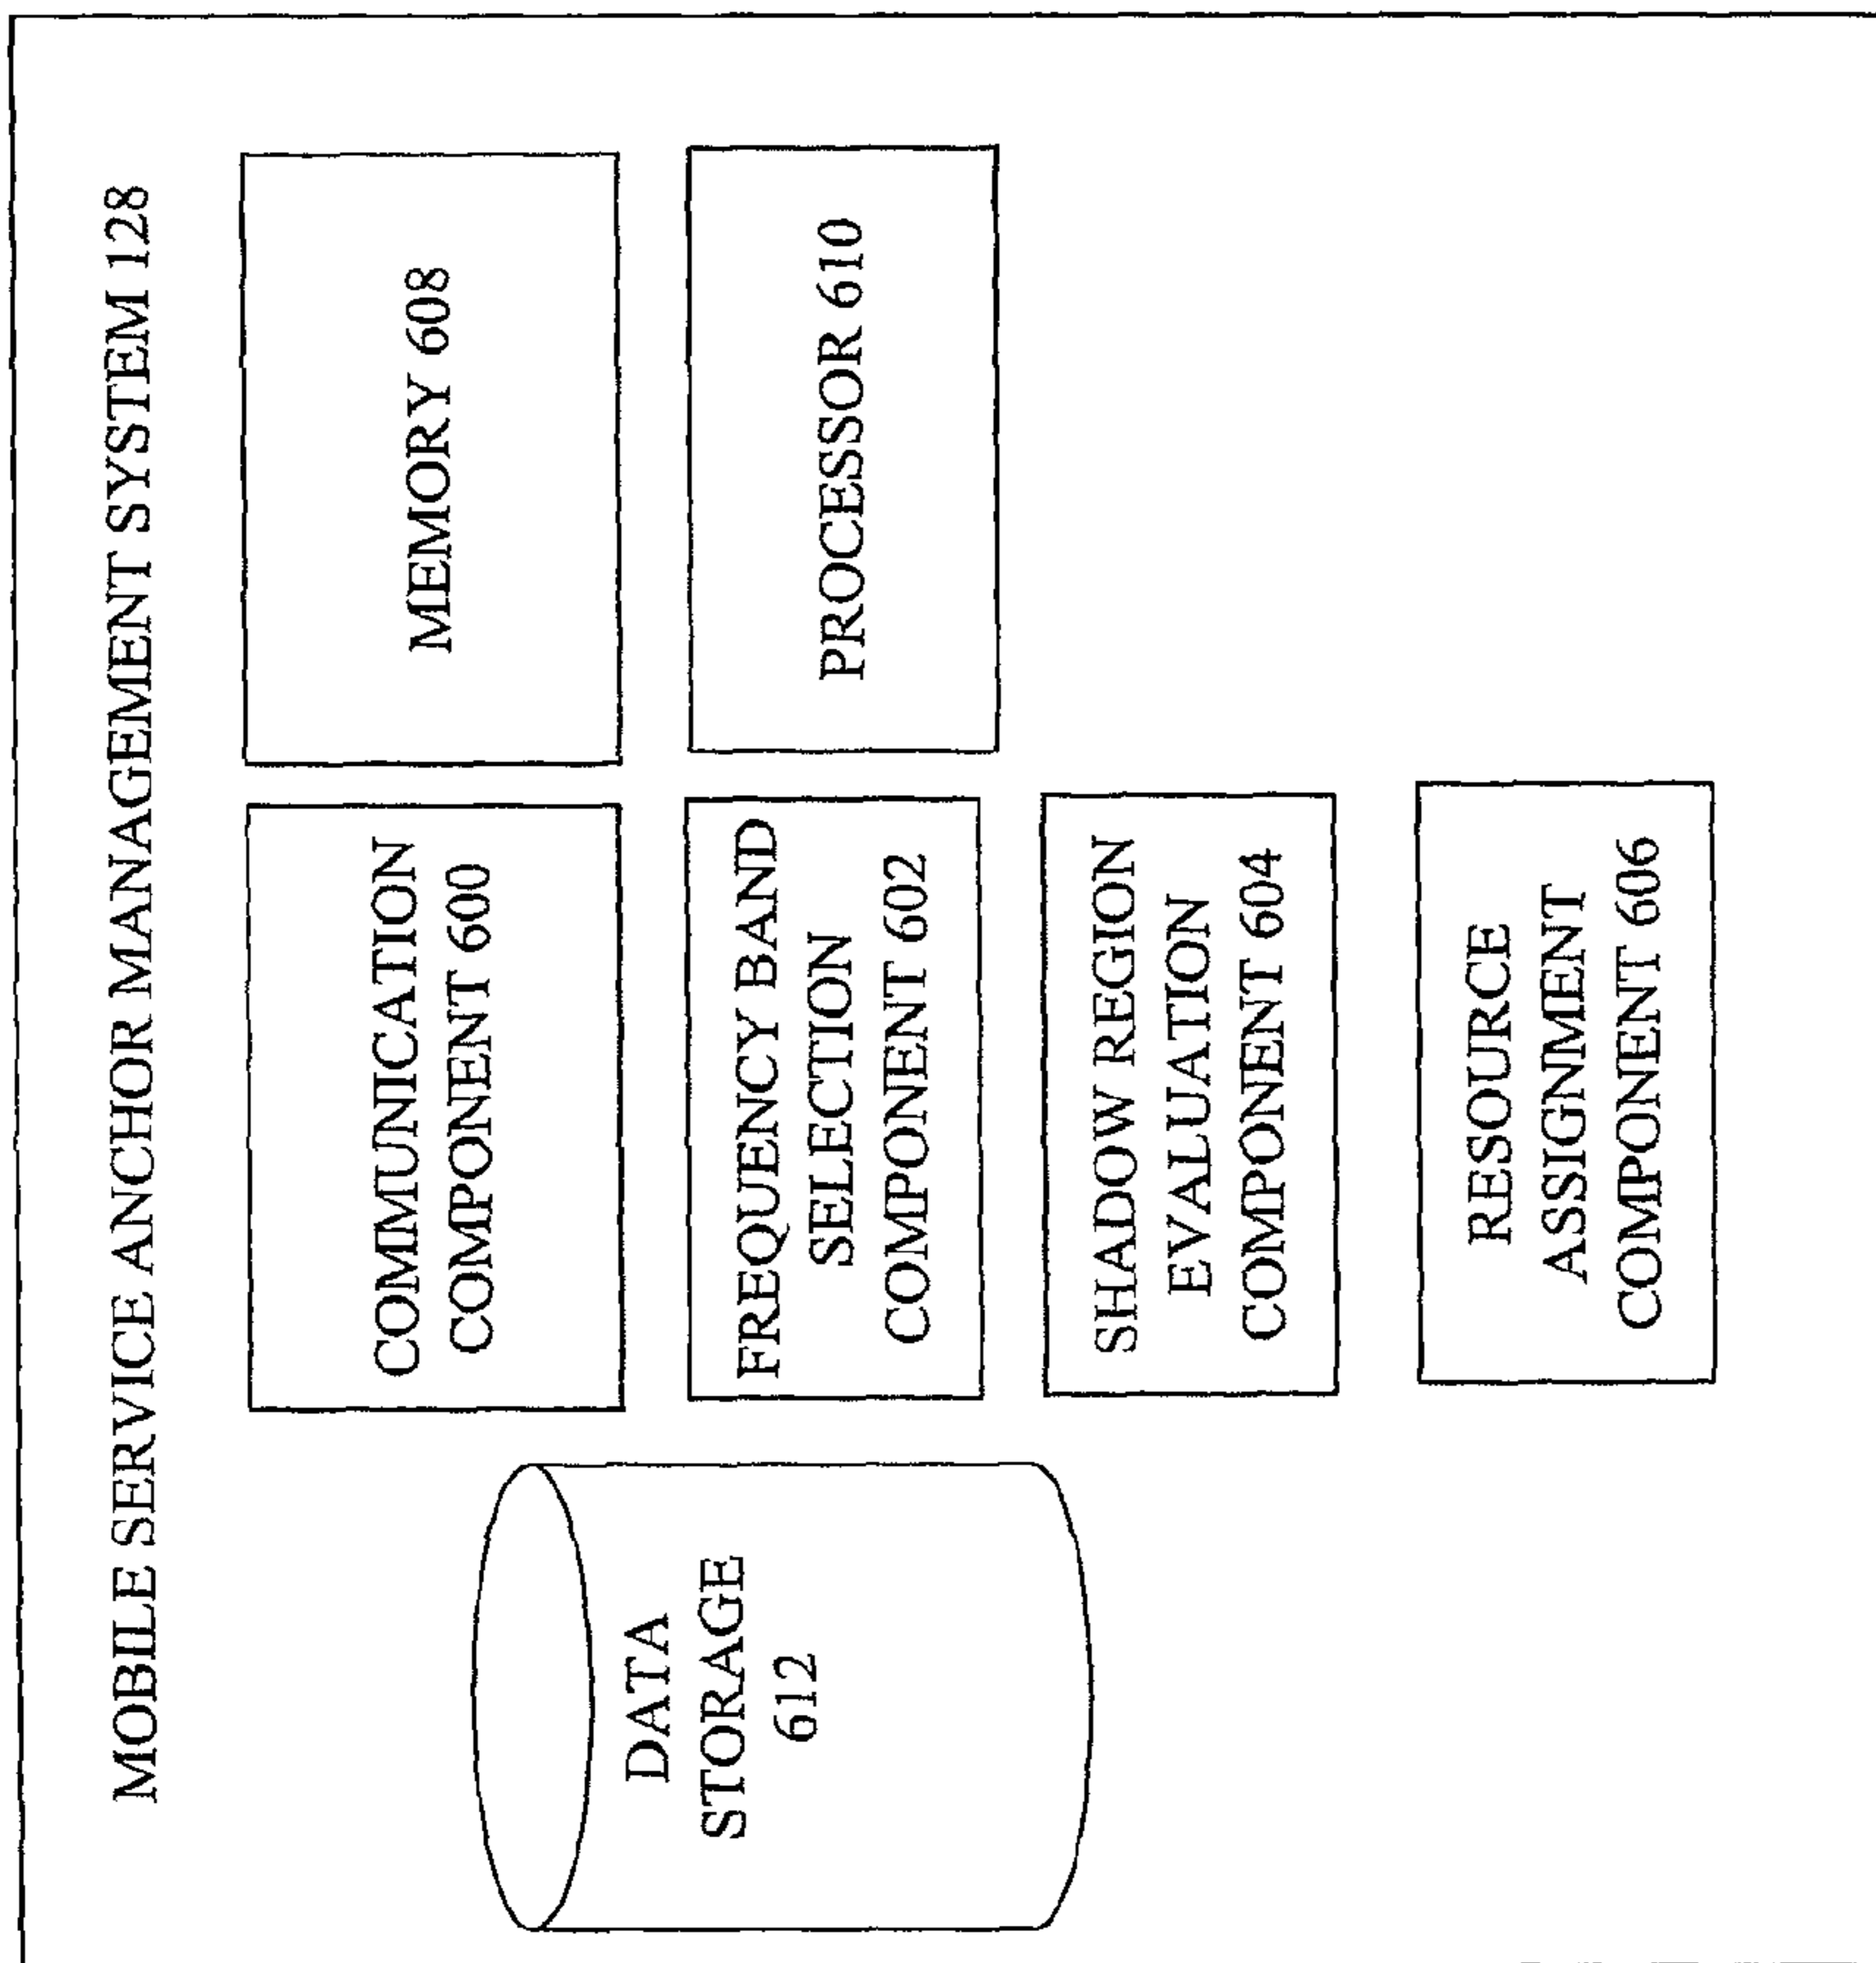 MOBILE SERVICE ANCHOR MANAGEMENT SYSTEM 128
DATA
STORAGE
612
COMMUNICATION
COMPONENT 600
FREQUENCY BAND
SELECTION
COMPONENT 602
SHADOW REGION
EVALUATION
COMPONENT 604
RESOURCE
ASSIGNMENT
COMPONENT 606
MEMORY 608
PROCESSOR 610